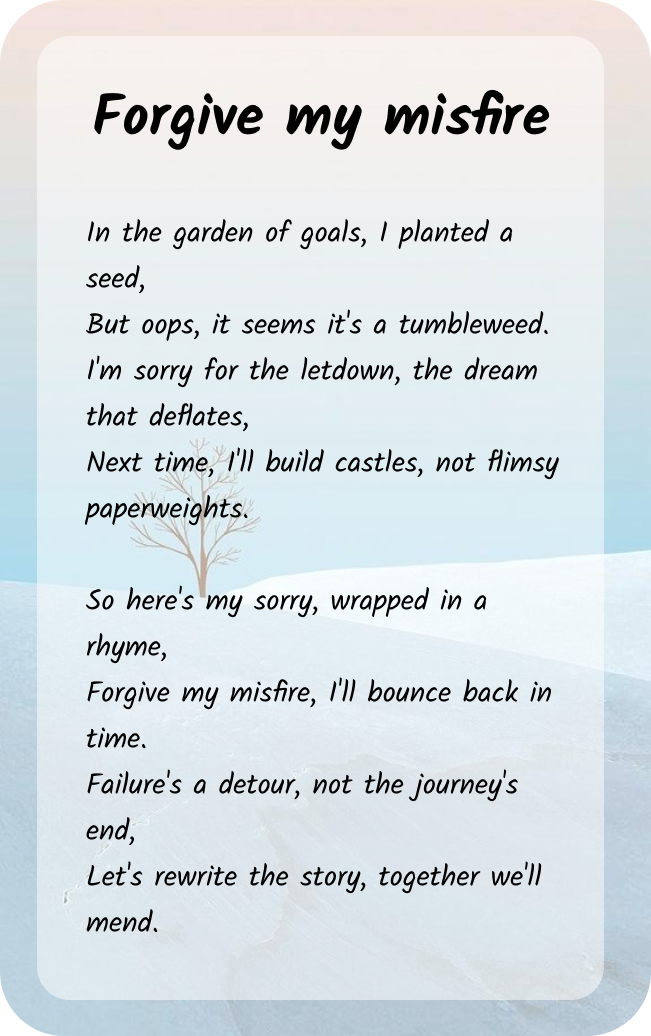 Forgive my misfire
In the garden of goals, I planted a
seed,
But oops, it seems it's a tumbleweed.
I'm sorry for the letdown, the dream
that deflates,
Next time, I'll build castles, not flimsy
paperweights.
So here's my sorry, wrapped in a
rhyme,
Forgive my misfire, I'll bounce back in
time.
Failure's a detour, not the journey's
end,
Let's rewrite the story, together we'll
mend.